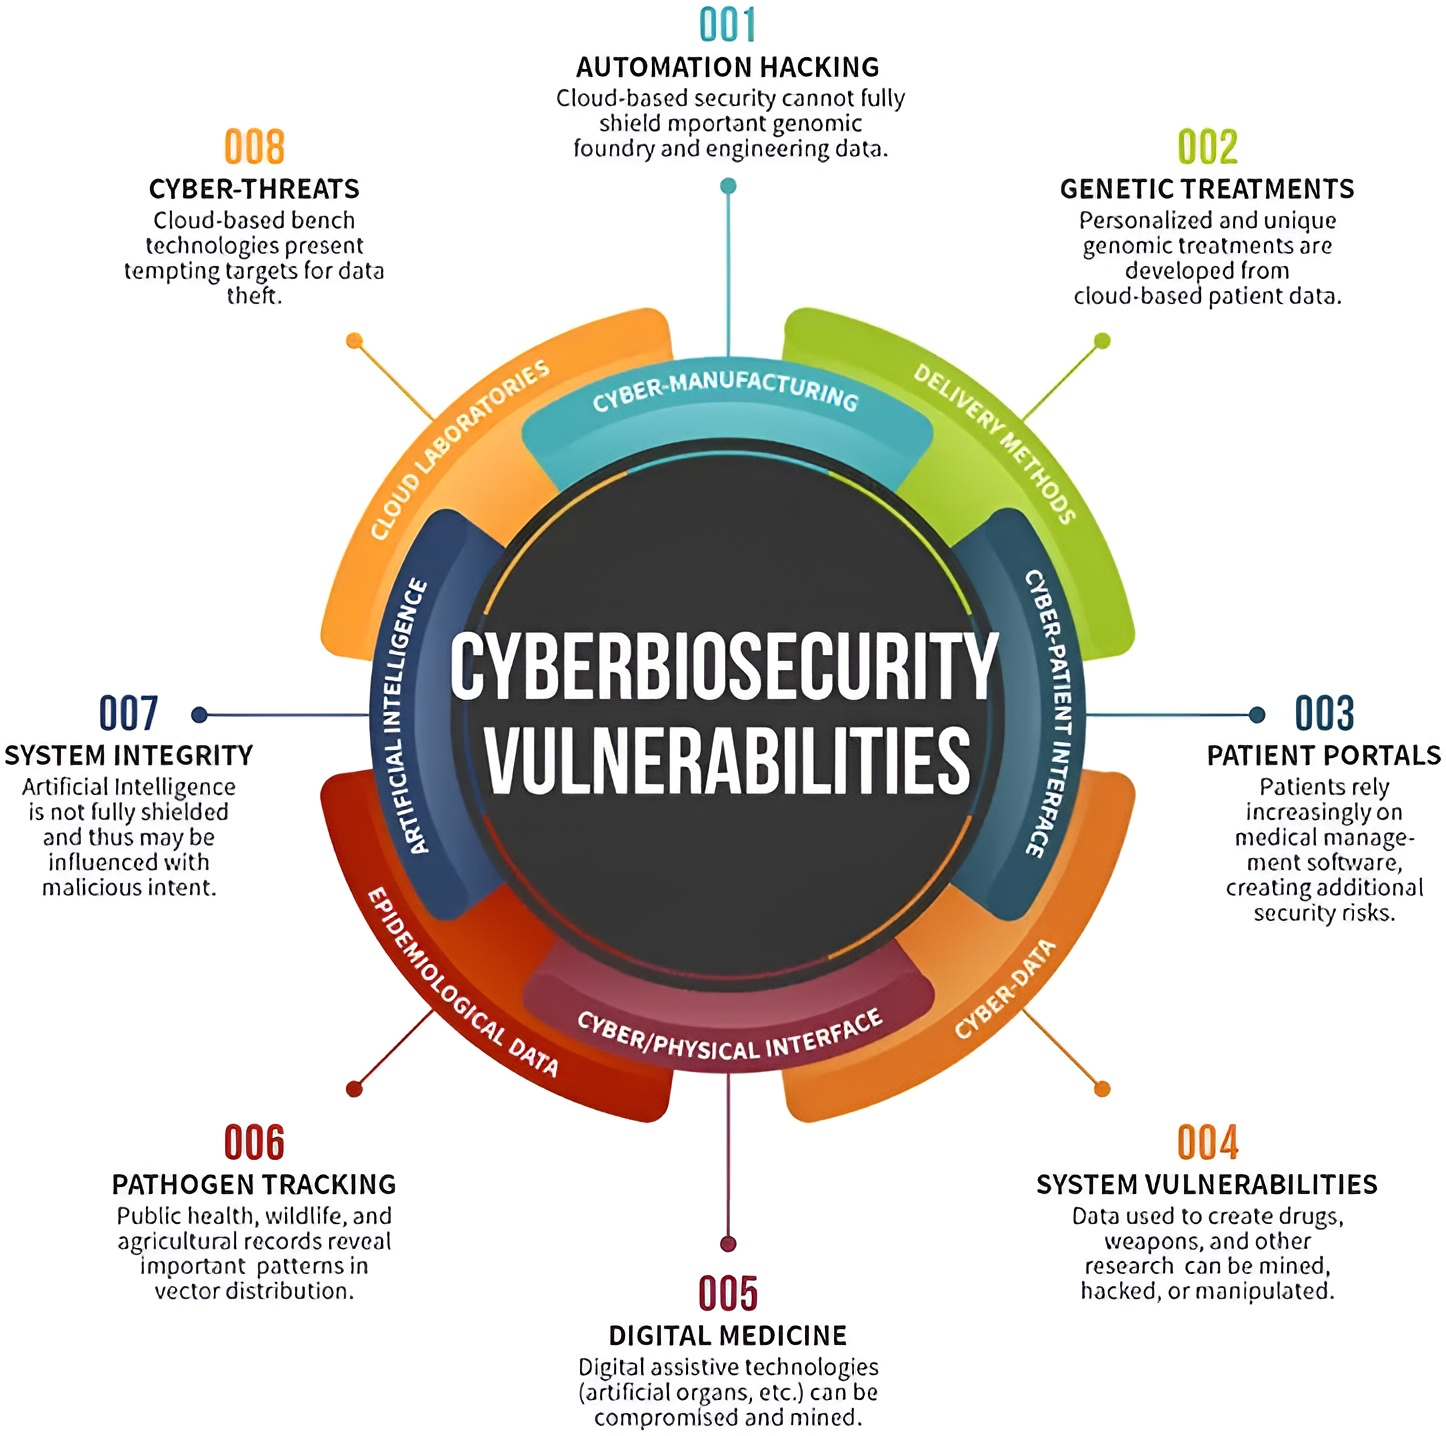 001
AUTOMATION HACKING
Cloud-based security cannot fully
shield mportant genomic
foundry and engineering data.
002
GENETIC TREATMENTS
Personalized and unique
genomic treatments are
developed from
cloud-based patient data.
003
PATIENT PORTALS
Patients rely
increasingly on
medical manage-
ment software,
creating additional
security risks.
004
SYSTEM VULNERABILITIES
Data used to create drugs,
weapons, and other
research can be mined,
hacked, or manipulated.
005
DIGITAL MEDICINE
Digital assistive technologies
(artificial organs, etc.) can be
compromised and mined.
006
PATHOGEN TRACKING
Public health, wildlife, and
agricultural records reveal
important patterns in
vector distribution.
007
SYSTEM INTEGRITY
Artificial Intelligence
is not fully shielded
and thus may be
influenced with
malicious intent.
008
CYBER-THREATS
Cloud-based bench
technologies present
tempting targets for data
theft.
CYBER-MANUFACTURING
DELIVERY METHODS
CYBER-PATIENT INTERFACE
CYBER-DATA
CYBER/PHYSICAL INTERFACE
EPIDEMIOLOGICAL DATA
ARTIFICIAL INTELLIGENCE
CLOUD LABORATORIES
CYBERBIOSECURITY
VULNERABILITIES